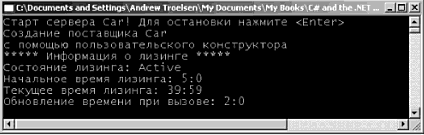 C:\Documents and Settings\Andrew Troelsen\My Documents\My Books\C# and the .NET ...
Старт сервера Car! Для остановки нажмите <Enter>
Создание поставщика Car
с помощью пользовательского конструктора
***** Информация о лизинге *****
Состояние лизинга: Active
Начальное время лизинга: 5:0
Текущее время лизинга: 39:59
Обновление времени при вызове: 2:0